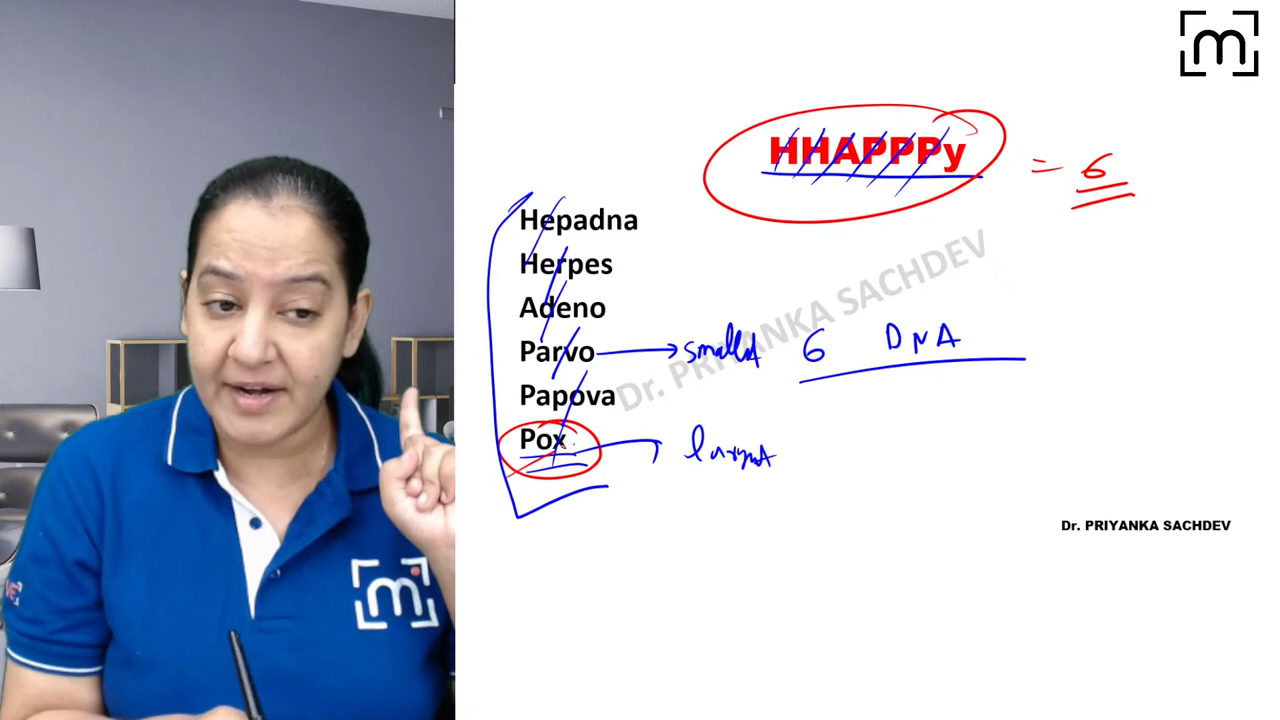 m
HHAPPPy = 6
Hepadna
Herpes
Adeno
Parvo → smallest 6 DNA
Papova
Pox → largest
Dr. PRIYANKA SACHDEV
Dr. PRIYANKA SACHDEV
m